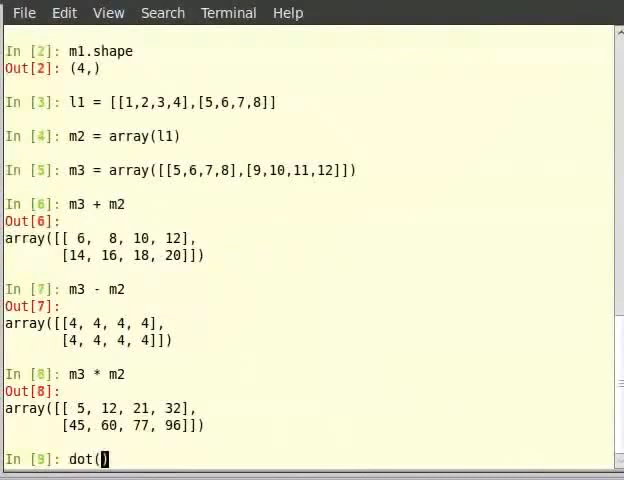 File Edit View Search Terminal Help
In [2]: m1.shape
Out[2]: (4,)
In [3]: l1 = [[1,2,3,4],[5,6,7,8]]
In [4]: m2 = array(l1)
In [5]: m3 = array([[5,6,7,8],[9,10,11,12]])
In [6]: m3 + m2
Out[6]:
array([[ 6,  8, 10, 12],
       [14, 16, 18, 20]])
In [7]: m3 - m2
Out[7]:
array([[4, 4, 4, 4],
       [4, 4, 4, 4]])
In [8]: m3 * m2
Out[8]:
array([[ 5, 12, 21, 32],
       [45, 60, 77, 96]])
In [9]: dot()